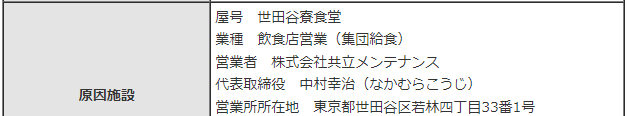 原因施設
屋号　世田谷寮食堂
業種　飲食店営業（集団給食）
営業者　株式会社共立メンテナンス
代表取締役　中村幸治（なかむらこうじ）
営業所所在地　東京都世田谷区若林四丁目33番1号